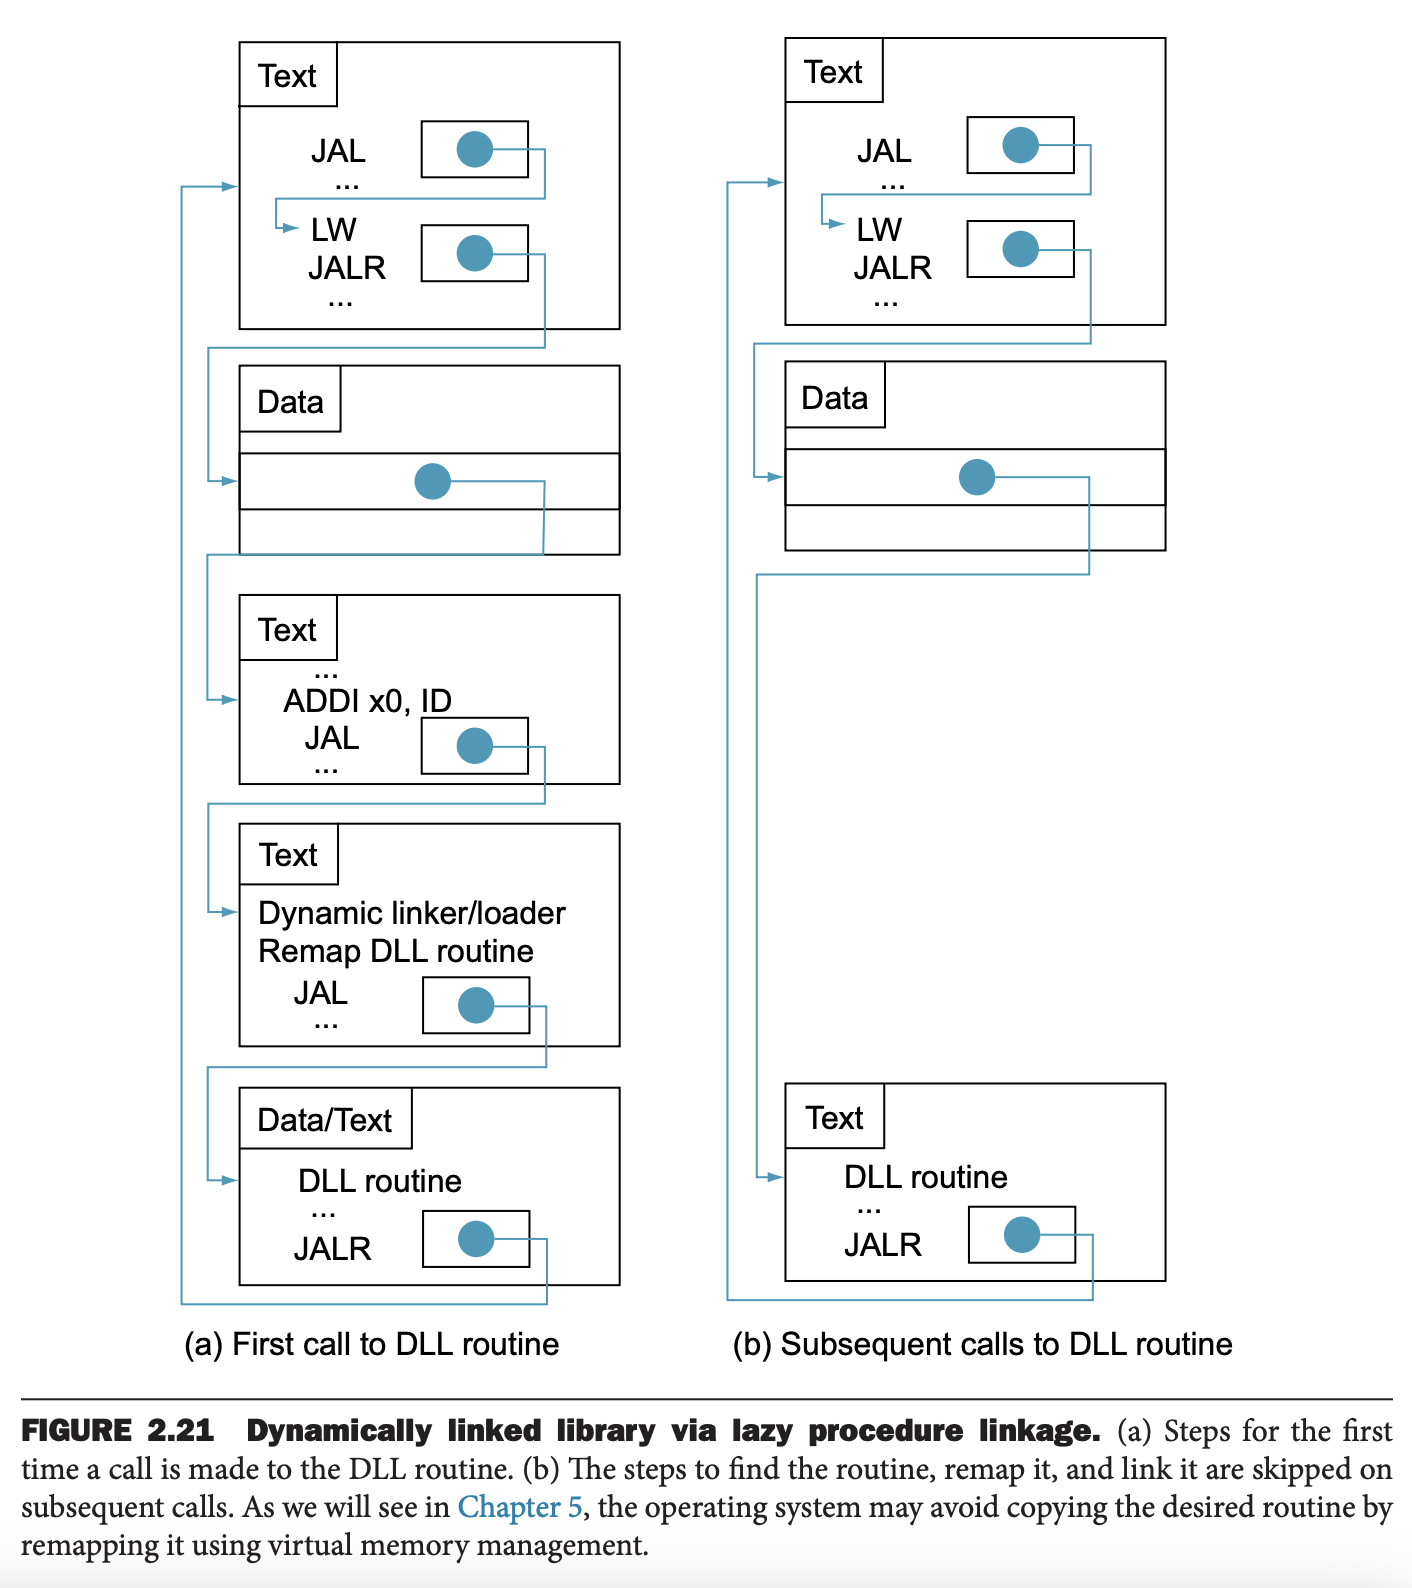 Text
JAL
...
LW
JALR
...
Data
Text
...
ADDI x0, ID
JAL
...
Text
Dynamic linker/loader
Remap DLL routine
JAL
...
Data/Text
DLL routine
...
JALR
(a) First call to DLL routine
Text
JAL
...
LW
JALR
...
Data
Text
DLL routine
...
JALR
(b) Subsequent calls to DLL routine
FIGURE 2.21 Dynamically linked library via lazy procedure linkage. (a) Steps for the first
time a call is made to the DLL routine. (b) The steps to find the routine, remap it, and link it are skipped on
subsequent calls. As we will see in Chapter 5, the operating system may avoid copying the desired routine by
remapping it using virtual memory management.